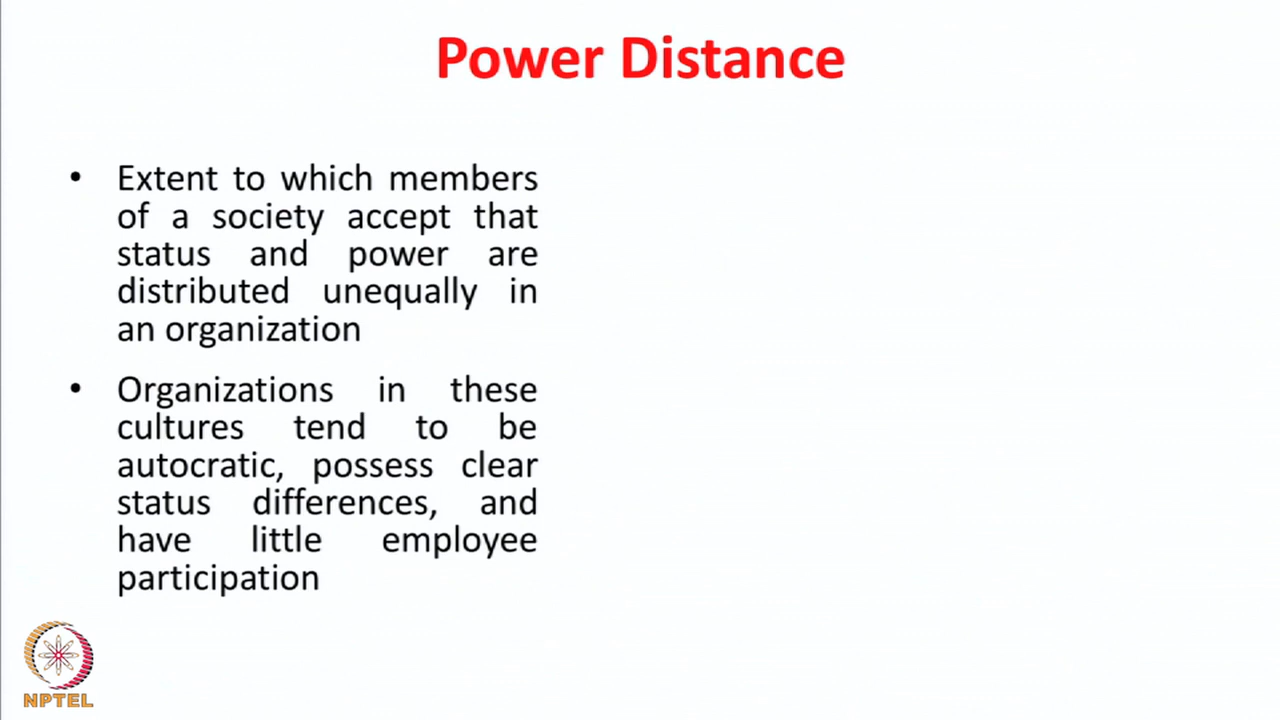 Power Distance
• Extent to which members
of a society accept that
status and power are
distributed unequally in
an organization
• Organizations in these
cultures tend to be
autocratic, possess clear
status differences, and
have little employee
participation
NPTEL